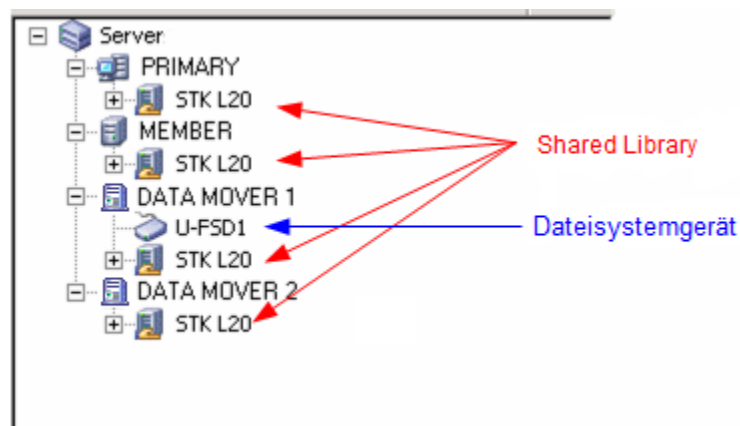 Server
PRIMARY
STK L20
MEMBER
STK L20
DATA MOVER 1
U-FSD1
STK L20
DATA MOVER 2
STK L20
Shared Library
Dateisystemgerät